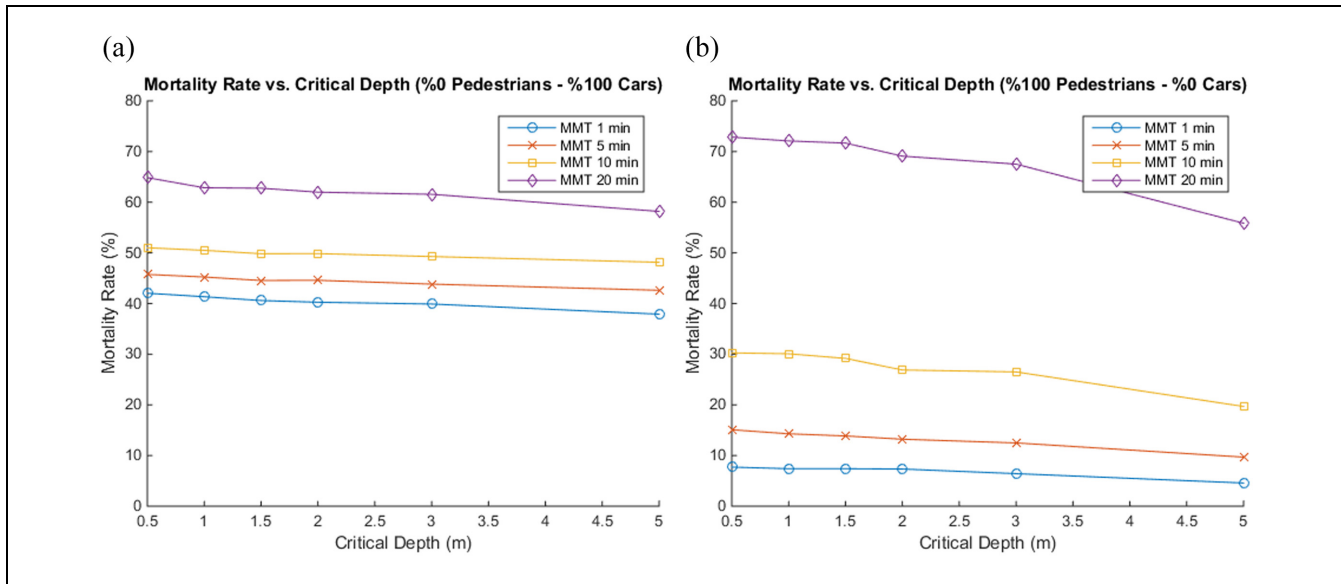 (a)
Mortality Rate vs. Critical Depth (%0 Pedestrians - %100 Cars)
80
70
60
50
40
30
20
10
0
Mortality Rate (%)
MMT 1 min
MMT 5 min
MMT 10 min
MMT 20 min
0.5 1 1.5 2 2.5 3 3.5 4 4.5 5
Critical Depth (m)
(b)
Mortality Rate vs. Critical Depth (%100 Pedestrians - %0 Cars)
80
70
60
50
40
30
20
10
0
Mortality Rate (%)
MMT 1 min
MMT 5 min
MMT 10 min
MMT 20 min
0.5 1 1.5 2 2.5 3 3.5 4 4.5 5
Critical Depth (m)